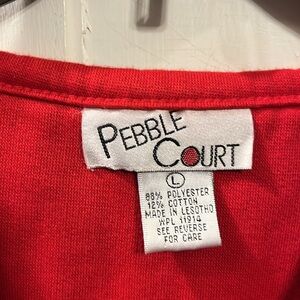 PEBBLE
COURT
L
88% POLYESTER
12% COTTON
MADE IN LESOTHO
WPL 11914
SEE REVERSE
FOR CARE